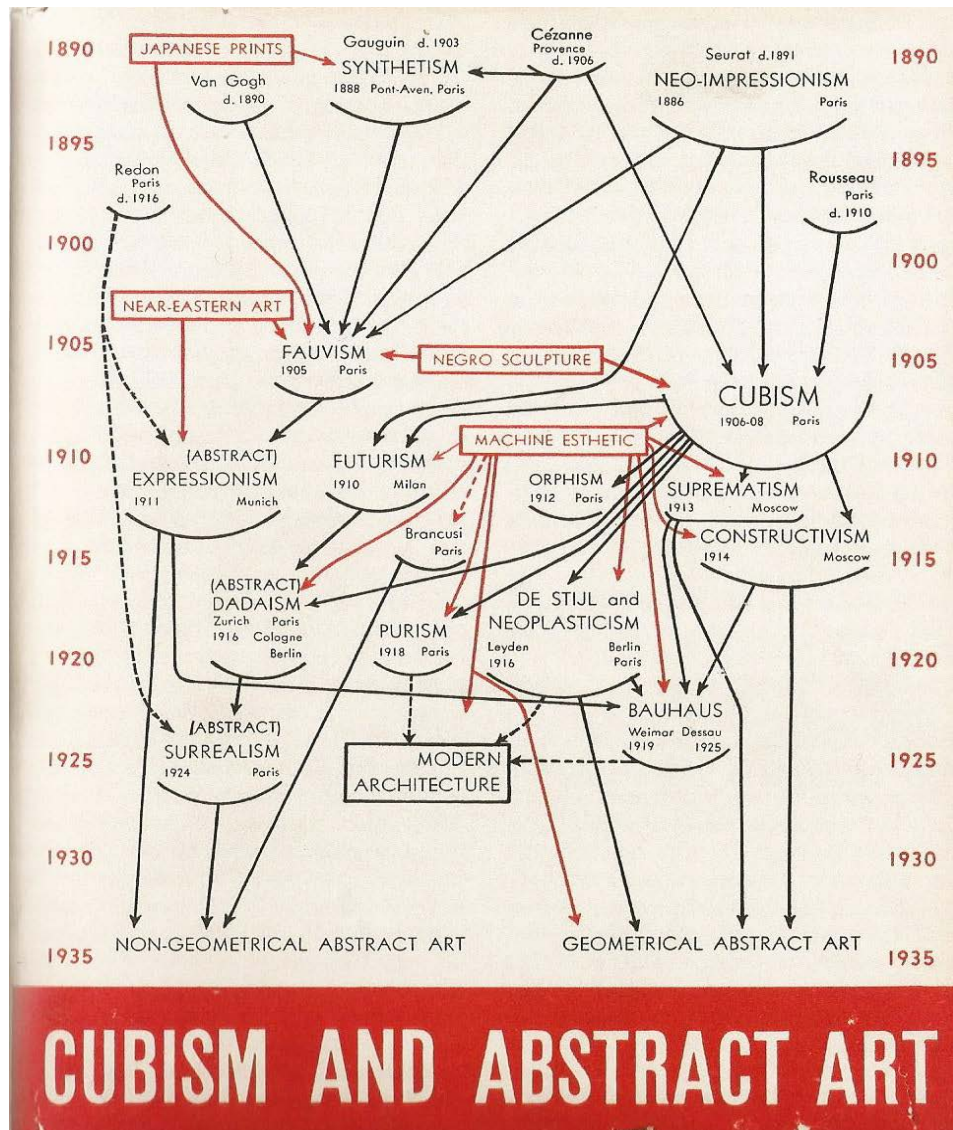 1890
JAPANESE PRINTS
Gauguin d. 1903
SYNTHETISM
1888 Pont-Aven, Paris
Cézanne
Provence
d. 1906
Seurat d.1891
NEO-IMPRESSIONISM
1886 Paris
1890
Van Gogh
d. 1890
1895
1895
Redon
Paris
d. 1916
Rousseau
Paris
d. 1910
1900
1900
NEAR-EASTERN ART
1905
FAUVISM
1905 Paris
NEGRO SCULPTURE
1905
CUBISM
1906-08 Paris
1910
(ABSTRACT)
EXPRESSIONISM
1911 Munich
FUTURISM
1910 Milan
MACHINE ESTHETIC
ORPHISM
1912 Paris
SUPREMATISM
1913 Moscow
1910
Brancusi
Paris
CONSTRUCTIVISM
1914 Moscow
1915
1915
(ABSTRACT)
DADAISM
Zurich Paris
1916 Cologne
Berlin
PURISM
1918 Paris
DE STIJL and
NEOPLASTICISM
Leyden Berlin
1916 Paris
1920
1920
(ABSTRACT)
SURREALISM
1924 Paris
MODERN
ARCHITECTURE
BAUHAUS
Weimar Dessau
1919 1925
1925
1925
1930
1930
NON-GEOMETRICAL ABSTRACT ART
GEOMETRICAL ABSTRACT ART
1935
1935
CUBISM AND ABSTRACT ART